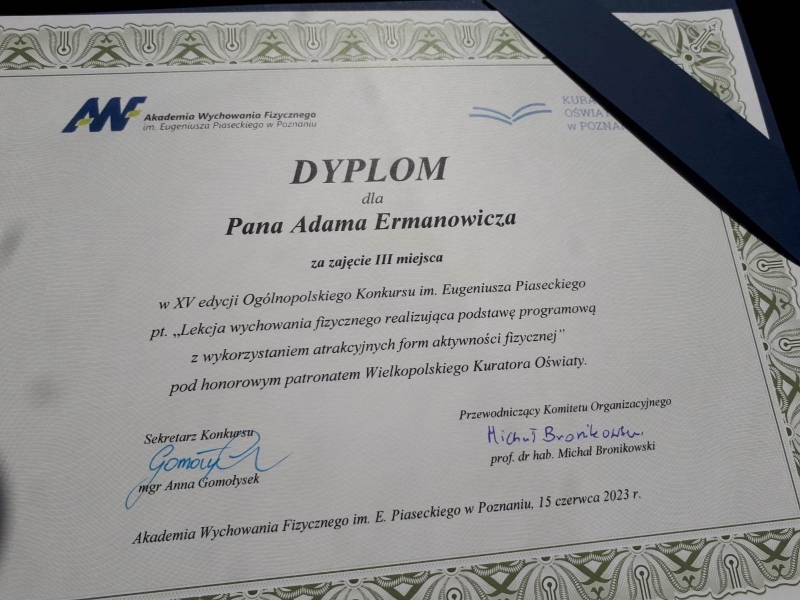 AWF Akademia Wychowania Fizycznego
im. Eugeniusza Piaseckiego w Poznaniu
OŚWIAT
w POZNA
DYPLOM
dla
Pana Adama Ermanowicza
za zajęcie III miejsca
w XV edycji Ogólnopolskiego Konkursu im. Eugeniusza Piaseckiego
pt. „Lekcja wychowania fizycznego realizująca podstawę programową
z wykorzystaniem atrakcyjnych form aktywności fizycznej”
pod honorowym patronatem Wielkopolskiego Kuratora Oświaty.
Sekretarz Konkursu
mgr Anna Gomołysek
Przewodniczący Komitetu Organizacyjnego
Michał Bronikowski
prof. dr hab. Michał Bronikowski
Akademia Wychowania Fizycznego im. E. Piaseckiego w Poznaniu, 15 czerwca 2023 r.